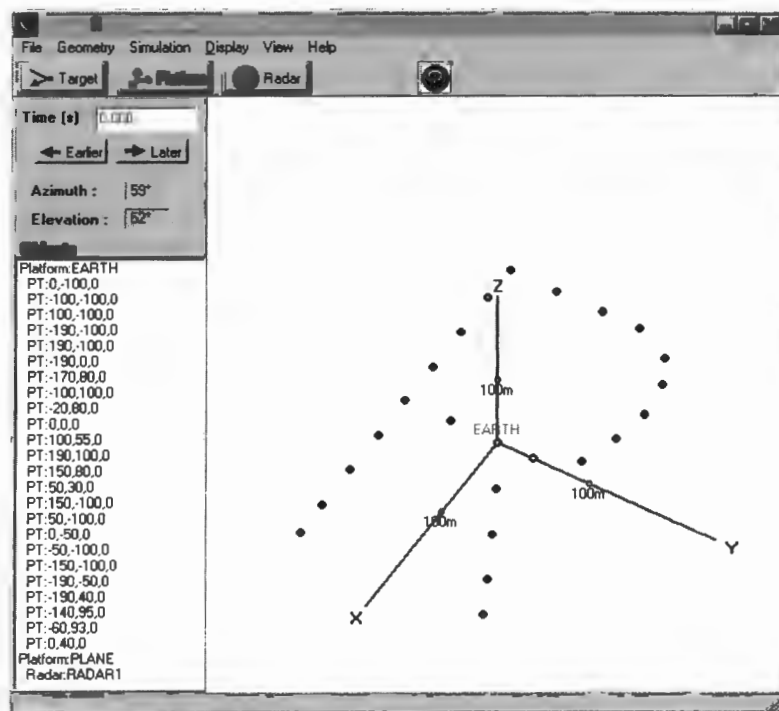 File Geometry Simulation Display View Help
Target Platform Radar
Time (s) 0.000
Earlier Later
Azimuth : 59°
Elevation : 62°
Platform:EARTH
PT:0,-100,0
PT:-100,-100,0
PT:100,-100,0
PT:-190,-100,0
PT:190,-100,0
PT:-190,0,0
PT:-170,80,0
PT:-100,100,0
PT:-20,80,0
PT:0,0,0
PT:100,55,0
PT:190,100,0
PT:150,80,0
PT:50,30,0
PT:150,-100,0
PT:50,-100,0
PT:0,-50,0
PT:-50,-100,0
PT:-150,-100,0
PT:-190,-50,0
PT:-190,40,0
PT:-140,95,0
PT:-60,93,0
PT:0,40,0
Platform:PLANE
Radar:RADAR1
Z
100m
EARTH
100m
100m
Y
X